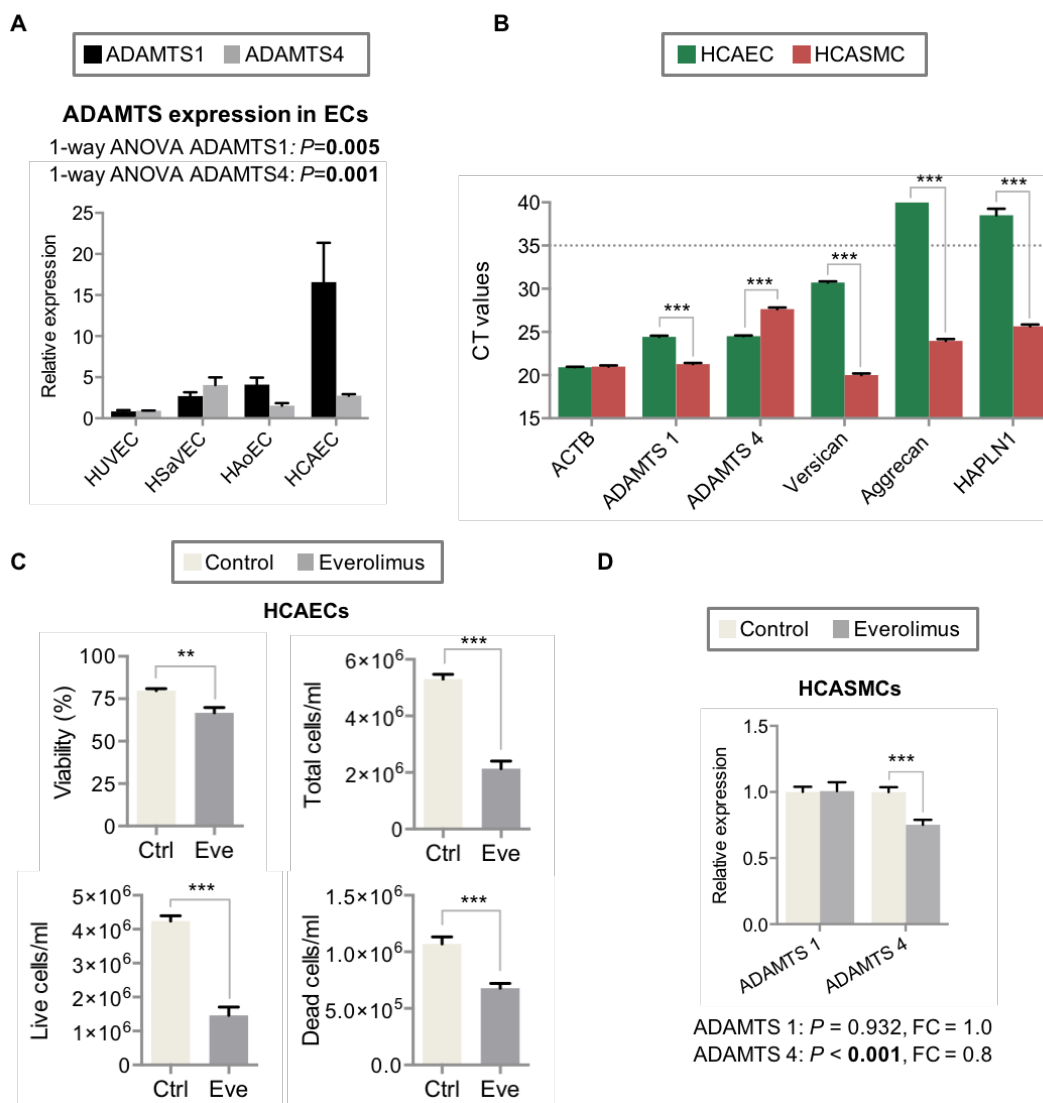 A
ADAMTS1 ADAMTS4
ADAMTS expression in ECs
1-way ANOVA ADAMTS1: P=0.005
1-way ANOVA ADAMTS4: P=0.001
Relative expression
25
20
15
10
5
0
HUVEC
HSaVEC
HAoEC
HCAEC
B
HCAEC HCASMC
CT values
40
35
30
25
20
15
***
***
***
***
***
ACTB
ADAMTS 1
ADAMTS 4
Versican
Aggrecan
HAPLN1
C
Control Everolimus
HCAECs
Viability (%)
100
75
50
25
0
**
Ctrl Eve
Total cells/ml
6×10⁶
4×10⁶
2×10⁶
0
***
Ctrl Eve
Live cells/ml
5×10⁶
4×10⁶
3×10⁶
2×10⁶
1×10⁶
0
***
Ctrl Eve
Dead cells/ml
1.5×10⁶
1.0×10⁶
5.0×10⁵
0.0
***
Ctrl Eve
D
Control Everolimus
HCASMCs
Relative expression
1.5
1.0
0.5
0.0
***
ADAMTS 1
ADAMTS 4
ADAMTS 1: P = 0.932, FC = 1.0
ADAMTS 4: P < 0.001, FC = 0.8